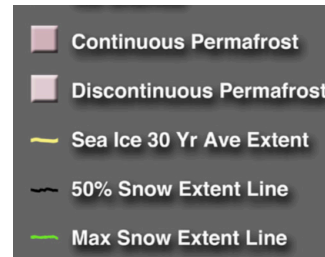 Continuous Permafrost
Discontinuous Permafrost
Sea Ice 30 Yr Ave Extent
50% Snow Extent Line
Max Snow Extent Line